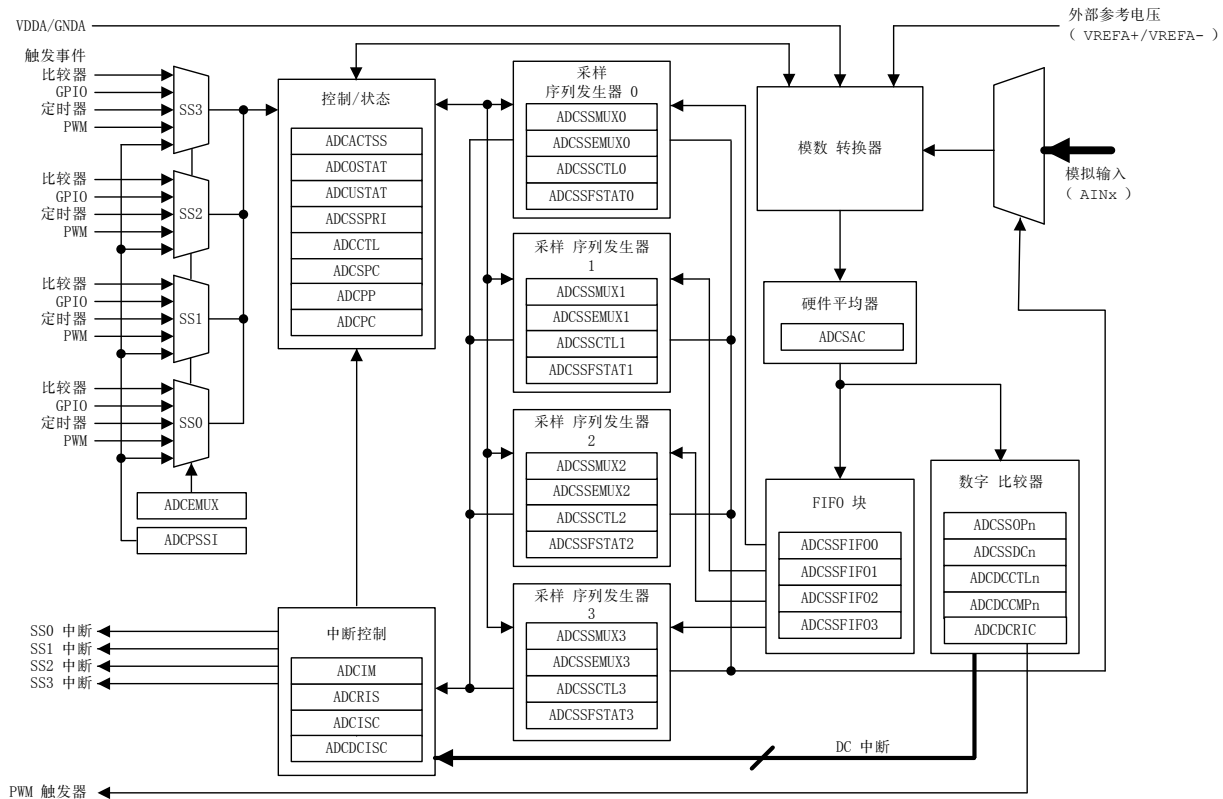 VDDA/GNDA
外部参考电压
( VREFA+/VREFA- )
触发事件
比较器
GPIO
定时器
PWM
SS3
比较器
GPIO
定时器
PWM
SS2
比较器
GPIO
定时器
PWM
SS1
比较器
GPIO
定时器
PWM
SS0
ADCEMUX
ADCPSSI
控制/状态
ADCACTSS
ADCOSTAT
ADCUSTAT
ADCSSPRI
ADCCTL
ADCSPC
ADCPP
ADCPC
采样
序列发生器 0
ADCSSMUX0
ADCSSEMUX0
ADCSSCTL0
ADCSSFSTAT0
采样 序列发生器
1
ADCSSMUX1
ADCSSEMUX1
ADCSSCTL1
ADCSSFSTAT1
采样 序列发生器
2
ADCSSMUX2
ADCSSEMUX2
ADCSSCTL2
ADCSSFSTAT2
采样 序列发生器
3
ADCSSMUX3
ADCSSEMUX3
ADCSSCTL3
ADCSSFSTAT3
模数 转换器
模拟输入
( AINx )
硬件平均器
ADCSAC
FIFO 块
ADCSSFIFO0
ADCSSFIFO1
ADCSSFIFO2
ADCSSFIFO3
数字 比较器
ADCSSOPn
ADCSSDCn
ADCDCCTLn
ADCDCCMPn
ADCDCRIC
中断控制
ADCIM
ADCRIS
ADCISC
ADCDCISC
SS0 中断
SS1 中断
SS2 中断
SS3 中断
DC 中断
PWM 触发器